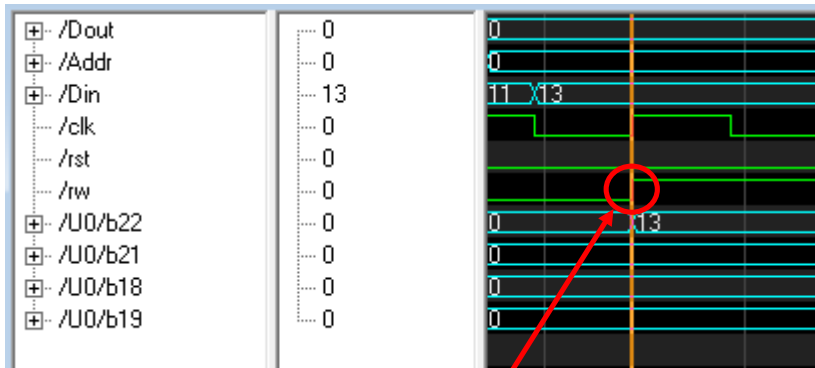 /Dout 0 0
/Addr 0 0
/Din 13 11 13
/clk 0
/rst 0
/rw 0
/U0/b22 0 0 13
/U0/b21 0 0
/U0/b18 0 0
/U0/b19 0 0